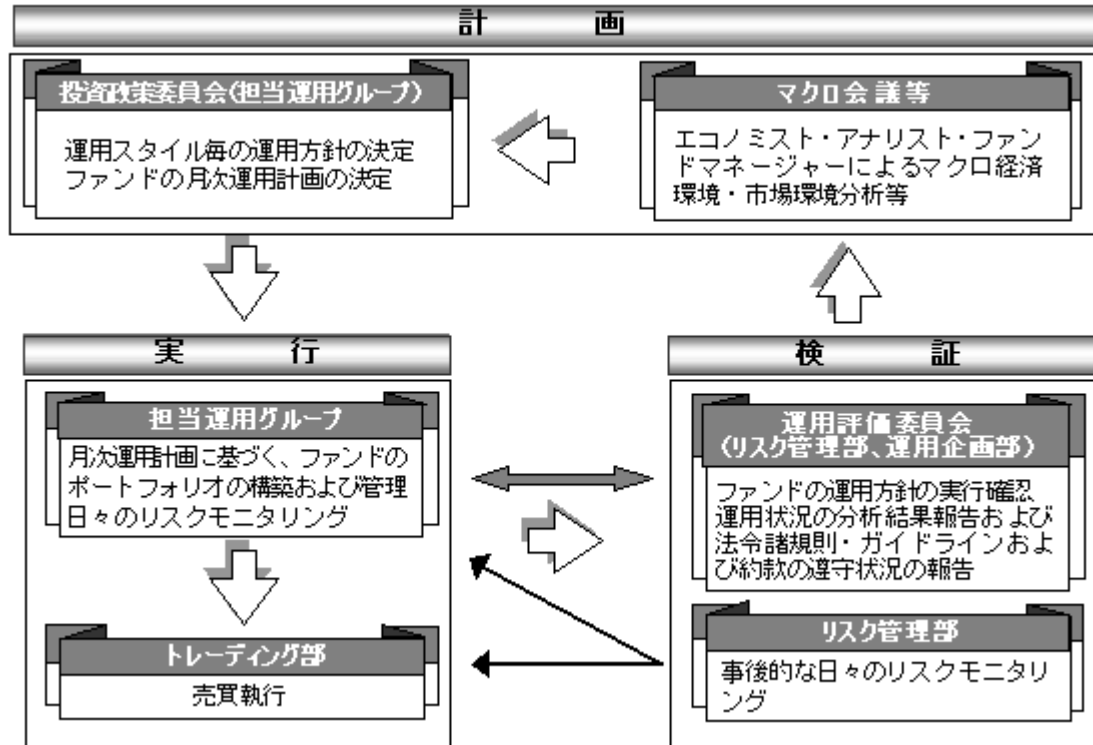 計 画
投資政策委員会(担当運用グループ)
運用スタイル毎の運用方針の決定
ファンドの月次運用計画の決定
マクロ会議等
エコノミスト・アナリスト・ファン
ドマネージャーによるマクロ経済
環境・市場環境分析等
実 行
担当運用グループ
月次運用計画に基づく、ファンドの
ポートフォリオの構築および管理
日々のリスクモニタリング
トレーディング部
売買執行
検 証
運用評価委員会
(リスク管理部、運用企画部)
ファンドの運用方針の実行確認
運用状況の分析結果報告および
法令諸規則・ガイドラインおよ
び約款の遵守状況の報告
リスク管理部
事後的な日々のリスクモニタリ
ング